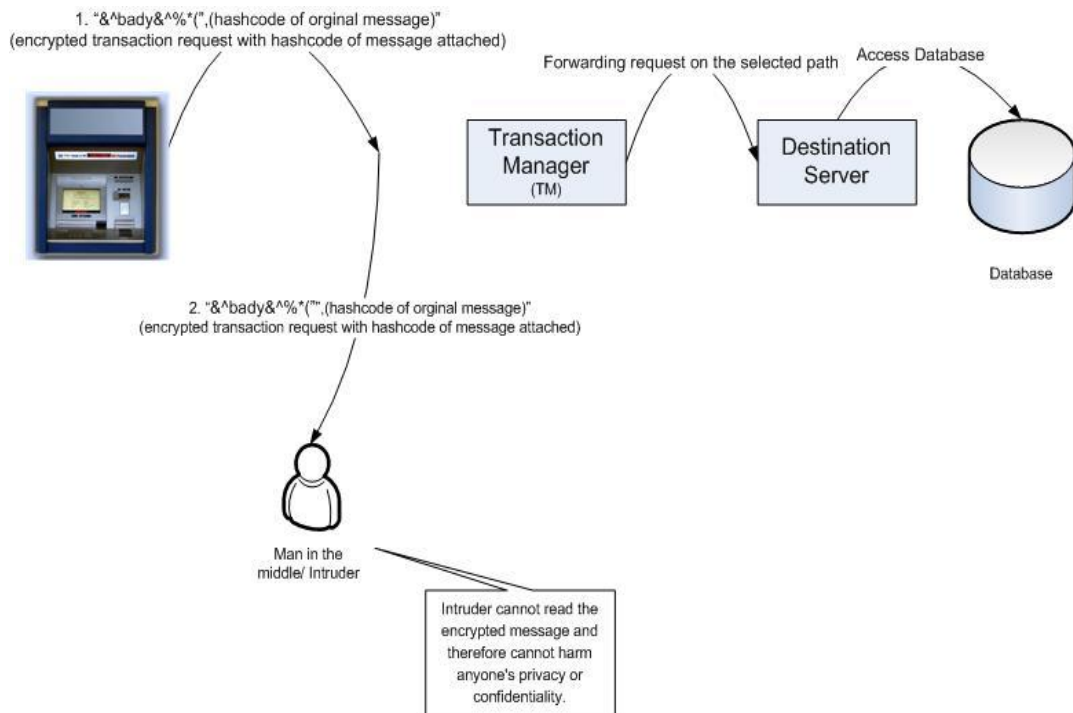 1. “&^bady&^%*(”,(hashcode of orginal message)”
(encrypted transaction request with hashcode of message attached)
Forwarding request on the selected path
Access Database
Transaction
Manager
(TM)
Destination
Server
Database
2. “&^bady&^%*(”",(hashcode of orginal message)”
(encrypted transaction request with hashcode of message attached)
Man in the
middle/ Intruder
Intruder cannot read the
encrypted message and
therefore cannot harm
anyone's privacy or
confidentiality.